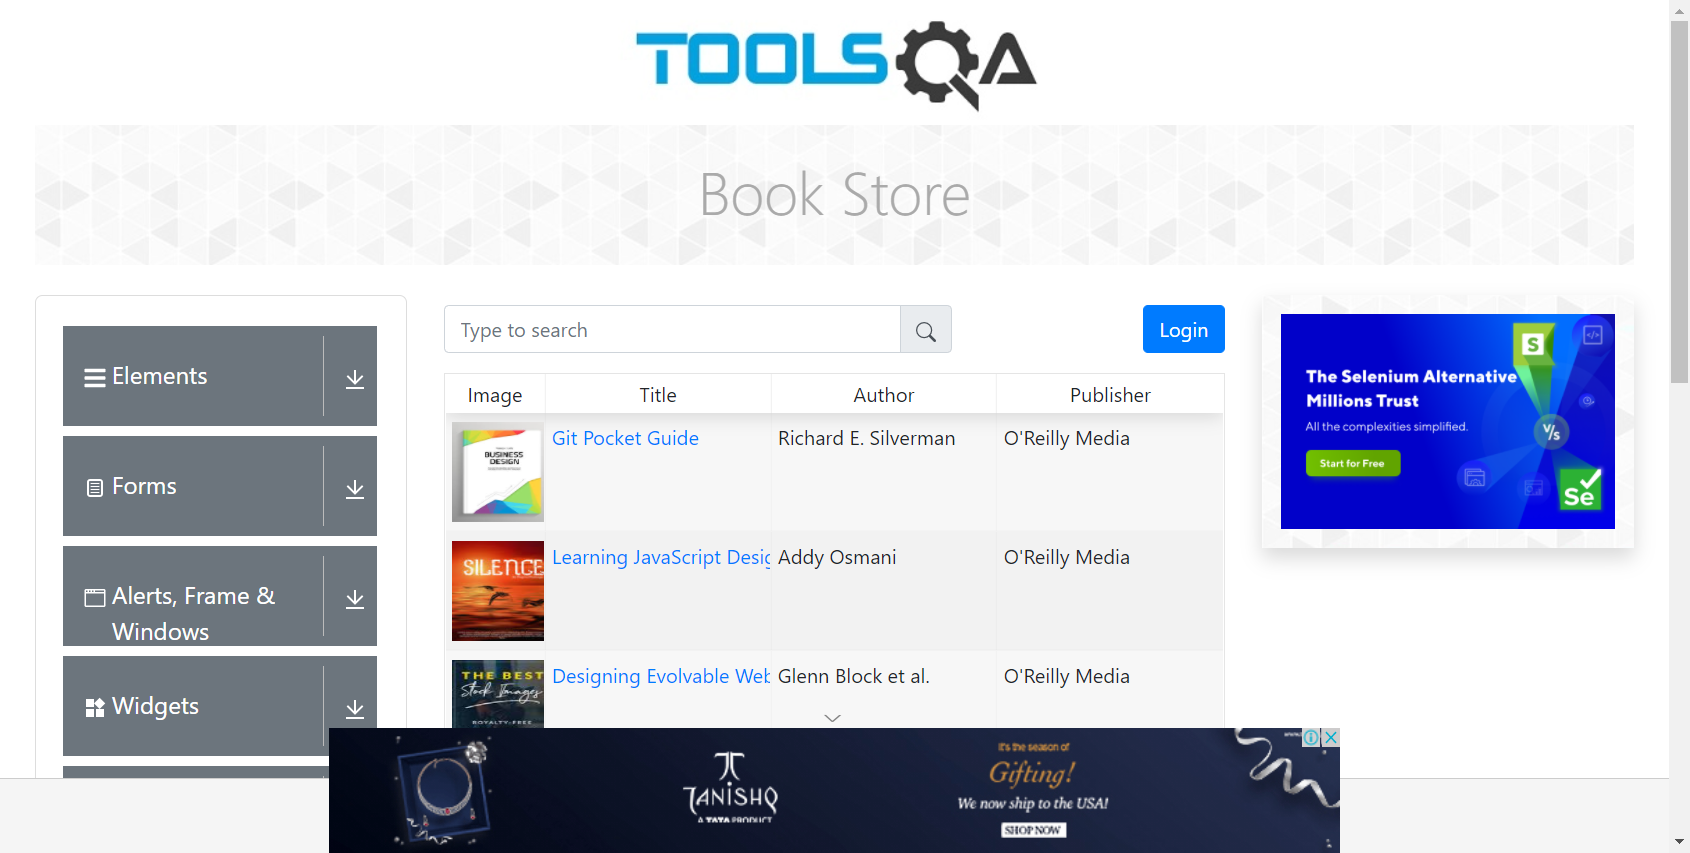 TOOLSQA
Book Store
Elements
Forms
Alerts, Frame &
Windows
Widgets
Type to search
Login
Image Title Author Publisher
BUSINESS
DESIGN
Git Pocket Guide Richard E. Silverman O'Reilly Media
SILENCE
Learning JavaScript Desig Addy Osmani O'Reilly Media
THE BEST
Stock Images
ROYALTY-FREE
Designing Evolvable Web Glenn Block et al. O'Reilly Media
The Selenium Alternative
Millions Trust
All the complexities simplified.
Start for Free
S
V/s
Se
TANISHQ
A TATA PRODUCT
It's the season of
Gifting!
We now ship to the USA!
SHOP NOW